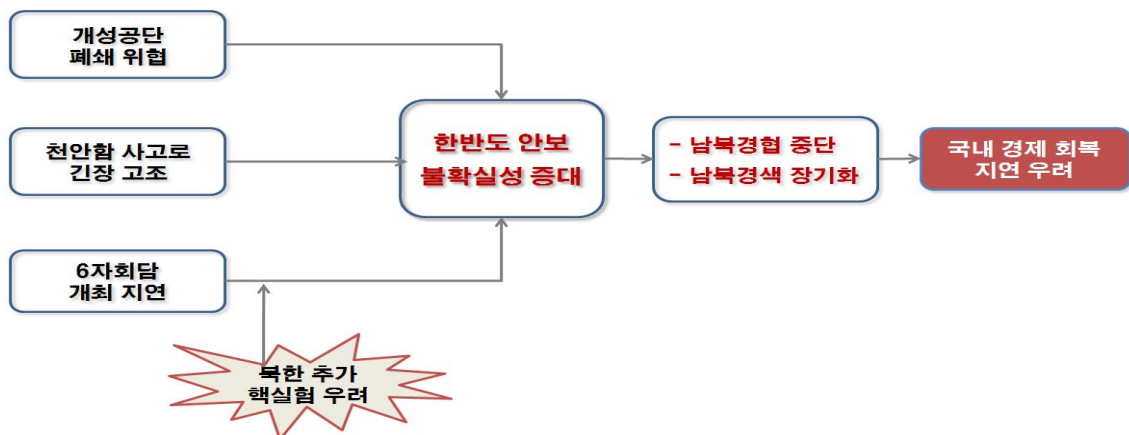 개성공단
폐쇄 위협
천안함 사고로
긴장 고조
6자회담
개최 지연
북한 추가
핵실험 우려
한반도 안보
불확실성 증대
- 남북경협 중단
- 남북경색 장기화
국내 경제 회복
지연 우려